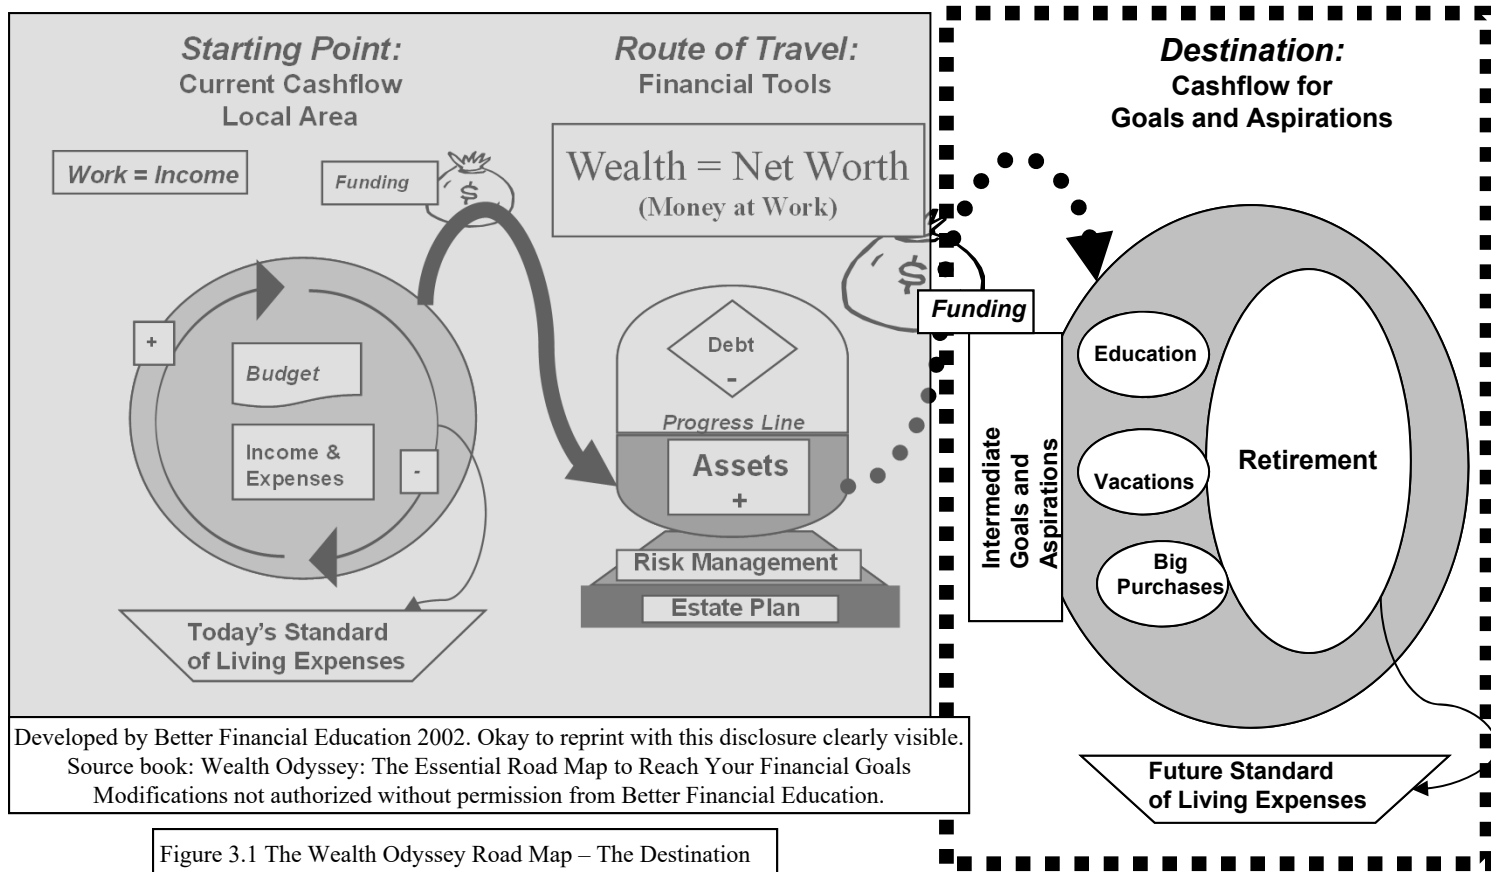 Starting Point:
Current Cashflow
Local Area
Work = Income
Funding
$
+
Budget
Income &
Expenses
-
Today's Standard
of Living Expenses
Route of Travel:
Financial Tools
Wealth = Net Worth
(Money at Work)
$
Debt
-
Progress Line
Assets
+
Risk Management
Estate Plan
Destination:
Cashflow for
Goals and Aspirations
Funding
Intermediate
Goals and
Aspirations
Education
Vacations
Big
Purchases
Retirement
Future Standard
of Living Expenses
Developed by Better Financial Education 2002. Okay to reprint with this disclosure clearly visible.
Source book: Wealth Odyssey: The Essential Road Map to Reach Your Financial Goals
Modifications not authorized without permission from Better Financial Education.
Figure 3.1 The Wealth Odyssey Road Map – The Destination